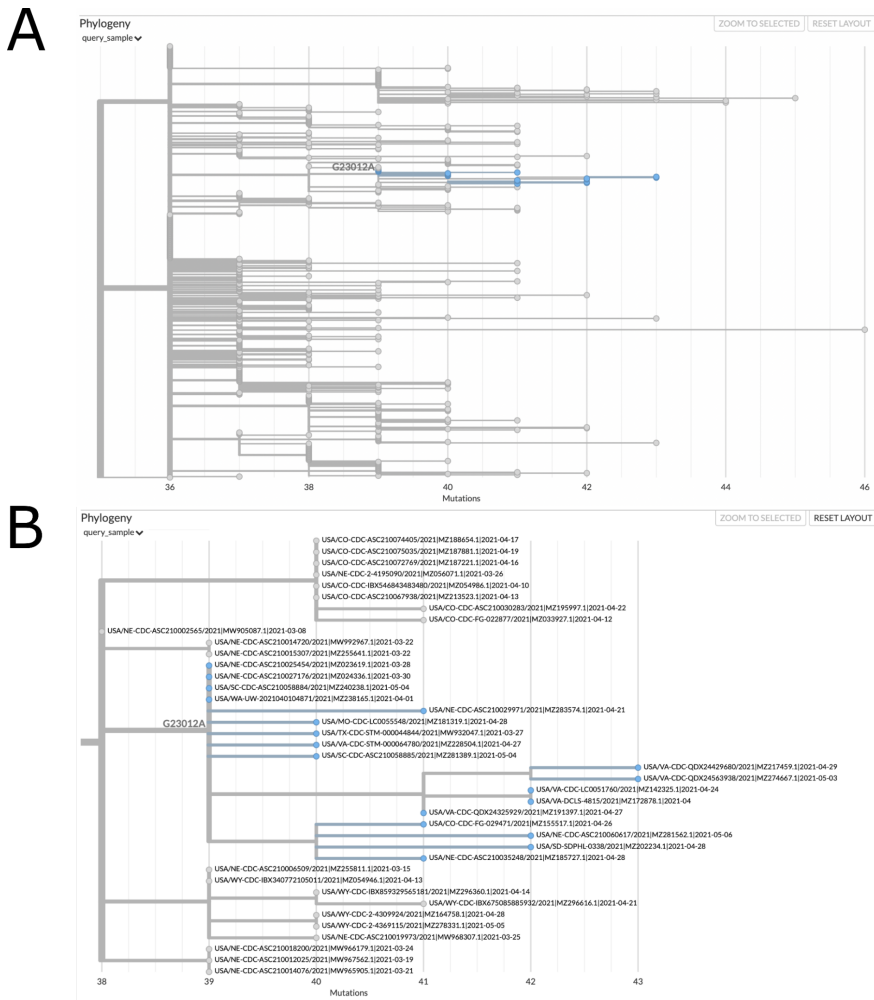 A
Phylogeny
ZOOM TO SELECTED
RESET LAYOUT
query_sample
G23012A
36
38
40
42
44
46
Mutations
B
Phylogeny
ZOOM TO SELECTED
RESET LAYOUT
query_sample
USA/CO-CDC-ASC210074405/2021|MZ188654.1|2021-04-17
USA/CO-CDC-ASC210075035/2021|MZ187881.1|2021-04-19
USA/CO-CDC-ASC210072769/2021|MZ187221.1|2021-04-16
USA/NE-CDC-2-4195090/2021|MZ056071.1|2021-03-26
USA/CO-CDC-IBX546843483480/2021|MZ054986.1|2021-04-10
USA/CO-CDC-ASC210067938/2021|MZ213523.1|2021-04-13
USA/CO-CDC-ASC210030283/2021|MZ195997.1|2021-04-22
USA/CO-CDC-FG-022877/2021|MZ033927.1|2021-04-12
USA/NE-CDC-ASC210002565/2021|MW905087.1|2021-03-08
USA/NE-CDC-ASC210014720/2021|MW992967.1|2021-03-22
USA/NE-CDC-ASC210015307/2021|MZ255641.1|2021-03-22
USA/NE-CDC-ASC210025454/2021|MZ023619.1|2021-03-28
USA/NE-CDC-ASC210027176/2021|MZ024336.1|2021-03-30
USA/SC-CDC-ASC210058884/2021|MZ240238.1|2021-05-04
USA/WA-UW-2021040104871/2021|MZ238165.1|2021-04-01
USA/NE-CDC-ASC210029971/2021|MZ283574.1|2021-04-21
G23012A
USA/MO-CDC-LC0055548/2021|MZ181319.1|2021-04-28
USA/TX-CDC-STM-000044844/2021|MW932047.1|2021-03-27
USA/VA-CDC-STM-000064780/2021|MZ228504.1|2021-04-27
USA/SC-CDC-ASC210058885/2021|MZ281389.1|2021-05-04
USA/VA-CDC-QDX24429680/2021|MZ217459.1|2021-04-29
USA/VA-CDC-QDX24563938/2021|MZ274667.1|2021-05-03
USA/VA-CDC-LC0051760/2021|MZ142325.1|2021-04-24
USA/VA-DCLS-4815/2021|MZ172878.1|2021-04
USA/VA-CDC-QDX24325929/2021|MZ191397.1|2021-04-27
USA/CO-CDC-FG-029471/2021|MZ155517.1|2021-04-26
USA/NE-CDC-ASC210060617/2021|MZ281562.1|2021-05-06
USA/SD-SDPHL-0338/2021|MZ202234.1|2021-04-28
USA/NE-CDC-ASC210035248/2021|MZ185727.1|2021-04-28
USA/NE-CDC-ASC210006509/2021|MZ255811.1|2021-03-15
USA/WY-CDC-IBX340772105011/2021|MZ054946.1|2021-04-13
USA/WY-CDC-IBX859329565181/2021|MZ296360.1|2021-04-14
USA/WY-CDC-IBX675085885932/2021|MZ296616.1|2021-04-21
USA/WY-CDC-2-4309924/2021|MZ164758.1|2021-04-28
USA/WY-CDC-2-4369115/2021|MZ278331.1|2021-05-05
USA/NE-CDC-ASC210019973/2021|MW968307.1|2021-03-25
USA/NE-CDC-ASC210018200/2021|MW966179.1|2021-03-24
USA/NE-CDC-ASC210012025/2021|MW967562.1|2021-03-19
USA/NE-CDC-ASC210014076/2021|MW965905.1|2021-03-21
38
39
40
41
42
43
Mutations